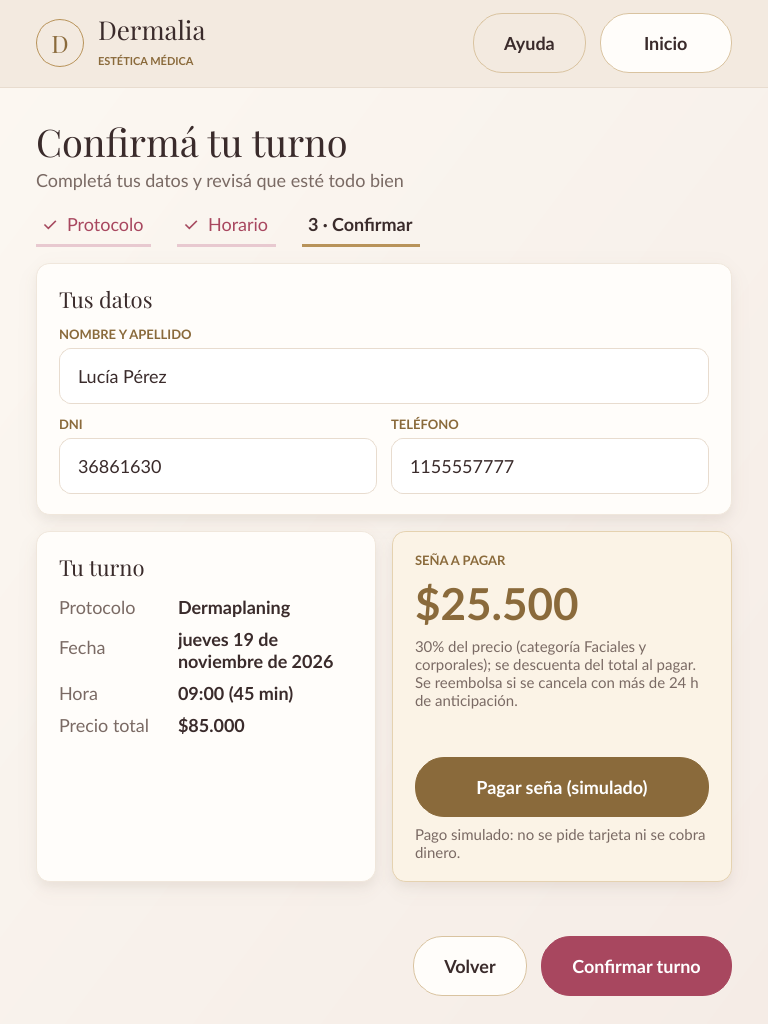 D
Dermalia
ESTÉTICA MÉDICA
Ayuda
Inicio
Confirmá tu turno
Completá tus datos y revisá que esté todo bien
✓ Protocolo
✓ Horario
3 · Confirmar
Tus datos
NOMBRE Y APELLIDO
Lucía Pérez
DNI
36861630
TELÉFONO
1155557777
Tu turno
Protocolo Dermaplaning
Fecha jueves 19 de
noviembre de 2026
Hora 09:00 (45 min)
Precio total $85.000
SEÑA A PAGAR
$25.500
30% del precio (categoría Faciales y
corporales); se descuenta del total al pagar.
Se reembolsa si se cancela con más de 24 h
de anticipación.
Pagar seña (simulado)
Pago simulado: no se pide tarjeta ni se cobra
dinero.
Volver
Confirmar turno